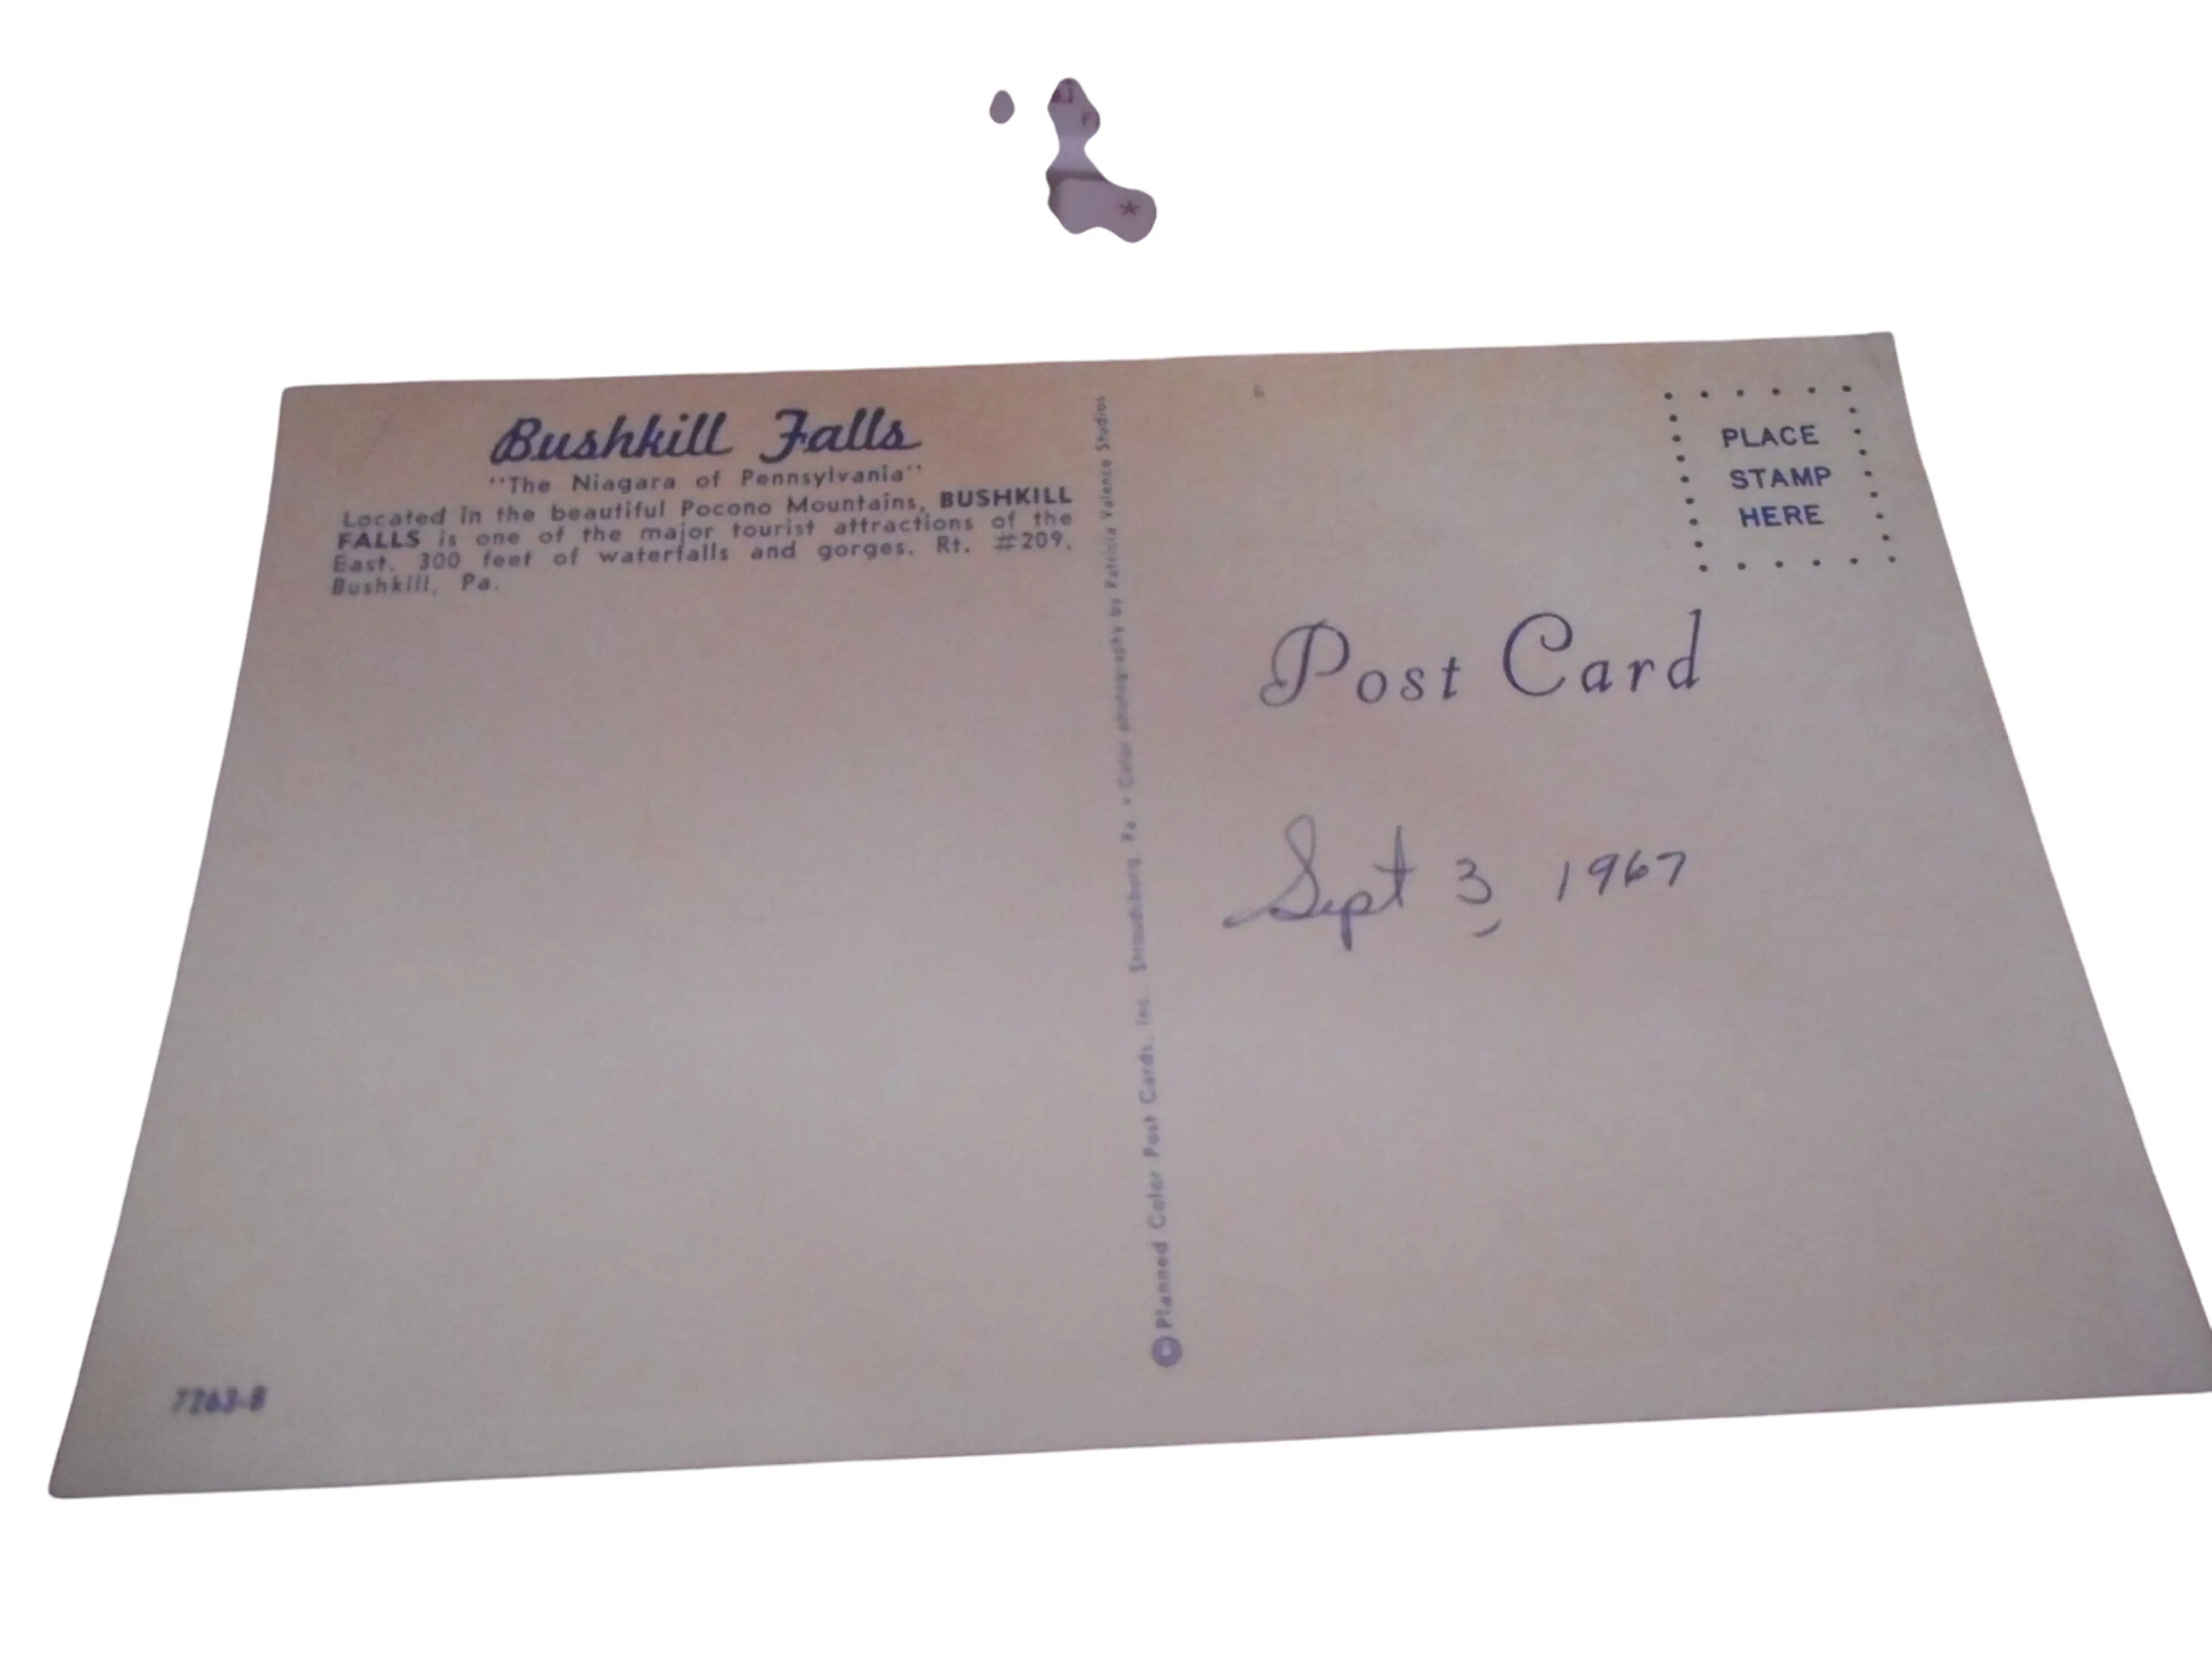 Bushkill Falls
"The Niagara of Pennsylvania"
Located in the beautiful Pocono Mountains, BUSHKILL
FALLS is one of the major tourist attractions of the
East. 300 feet of waterfalls and gorges. Rt. #209,
Bushkill, Pa.
7263-B
Planned Color Post Cards, Inc., Stroudsburg, Pa. • Color photography by Patricia Valence Studios
PLACE
STAMP
HERE
Post Card
Sept 3, 1967